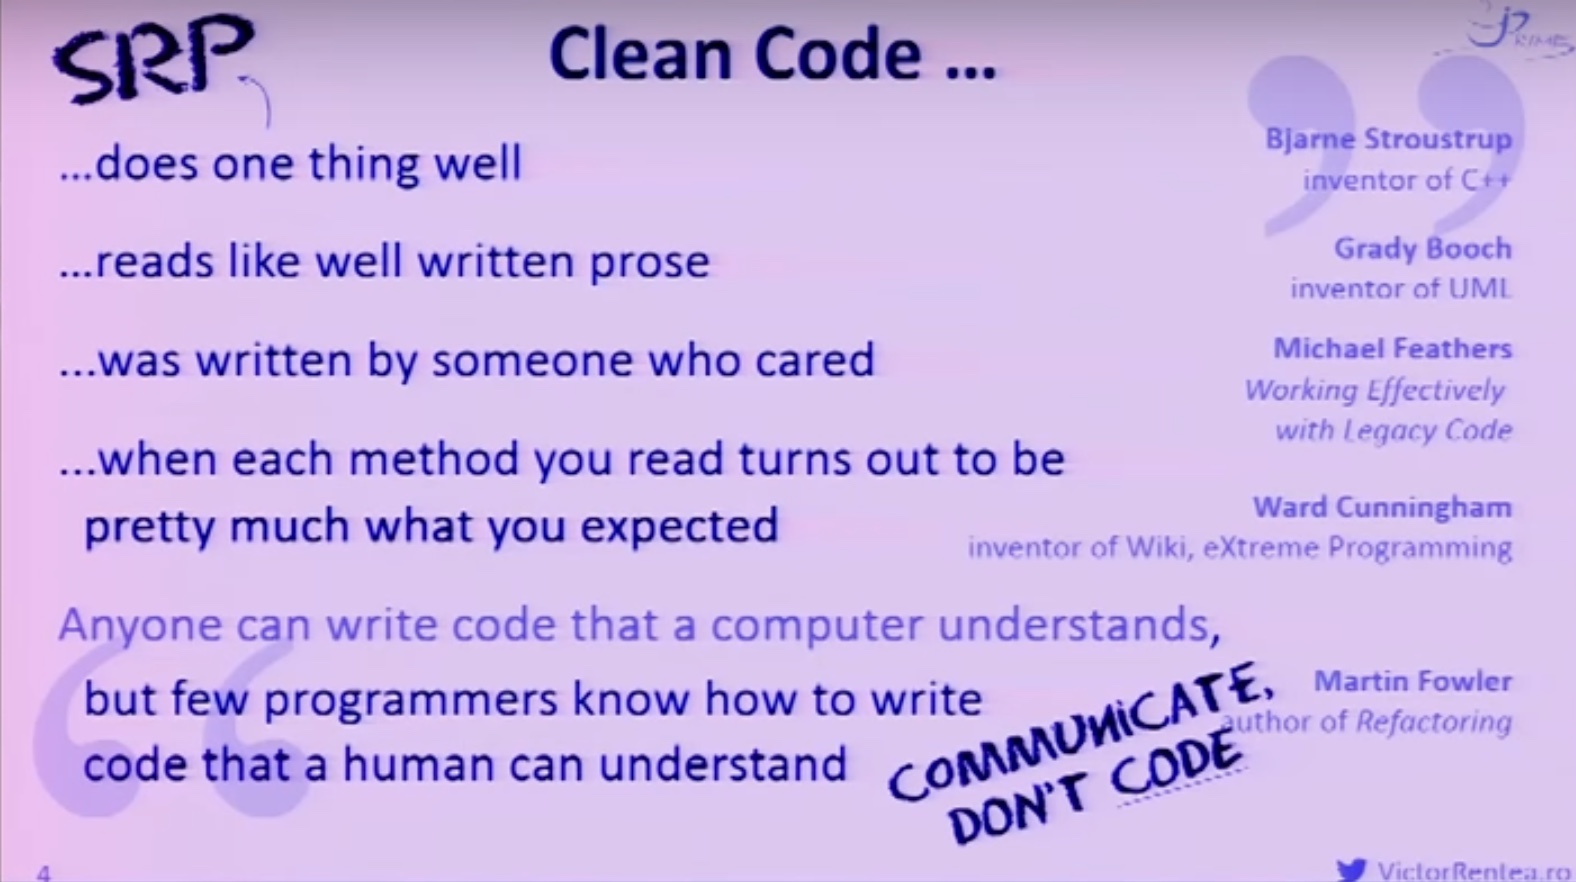 SRP
Clean Code ...
...does one thing well
Bjarne Stroustrup
inventor of C++
...reads like well written prose
Grady Booch
inventor of UML
...was written by someone who cared
Michael Feathers
Working Effectively
with Legacy Code
...when each method you read turns out to be
pretty much what you expected
Ward Cunningham
inventor of Wiki, eXtreme Programming
Anyone can write code that a computer understands,
but few programmers know how to write
code that a human can understand
Martin Fowler
author of Refactoring
COMMUNiCATE,
DON'T CODE
4
VictorRentea.ro